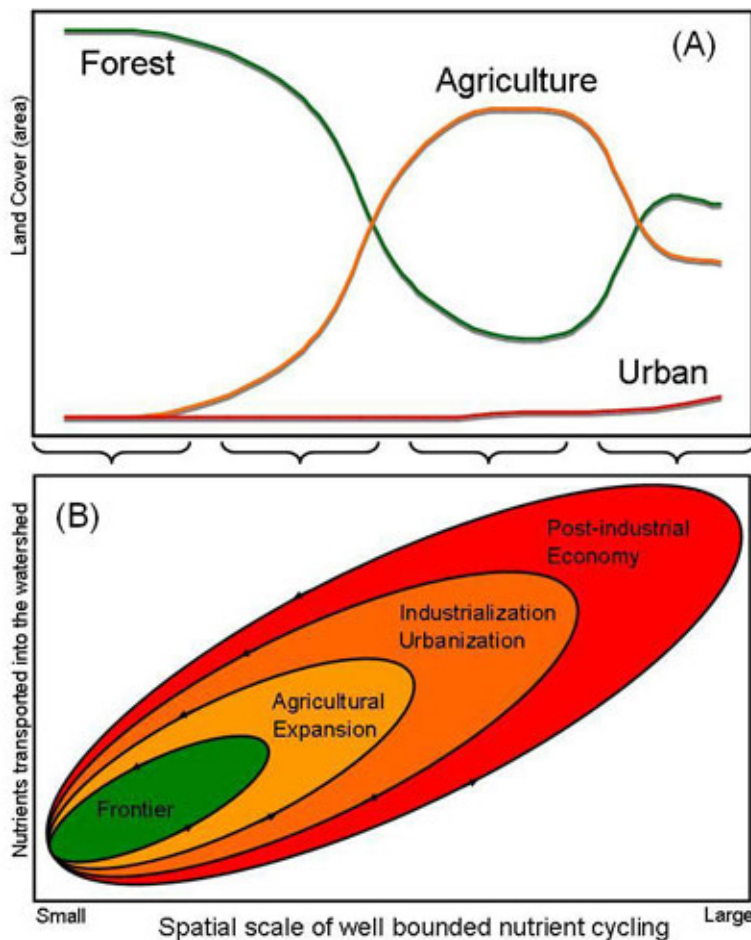 (A)
Forest
Agriculture
Urban
Land Cover (area)
(B)
Post-industrial
Economy
Industrialization
Urbanization
Agricultural
Expansion
Frontier
Nutrients transported into the watershed
Small
Large
Spatial scale of well bounded nutrient cycling